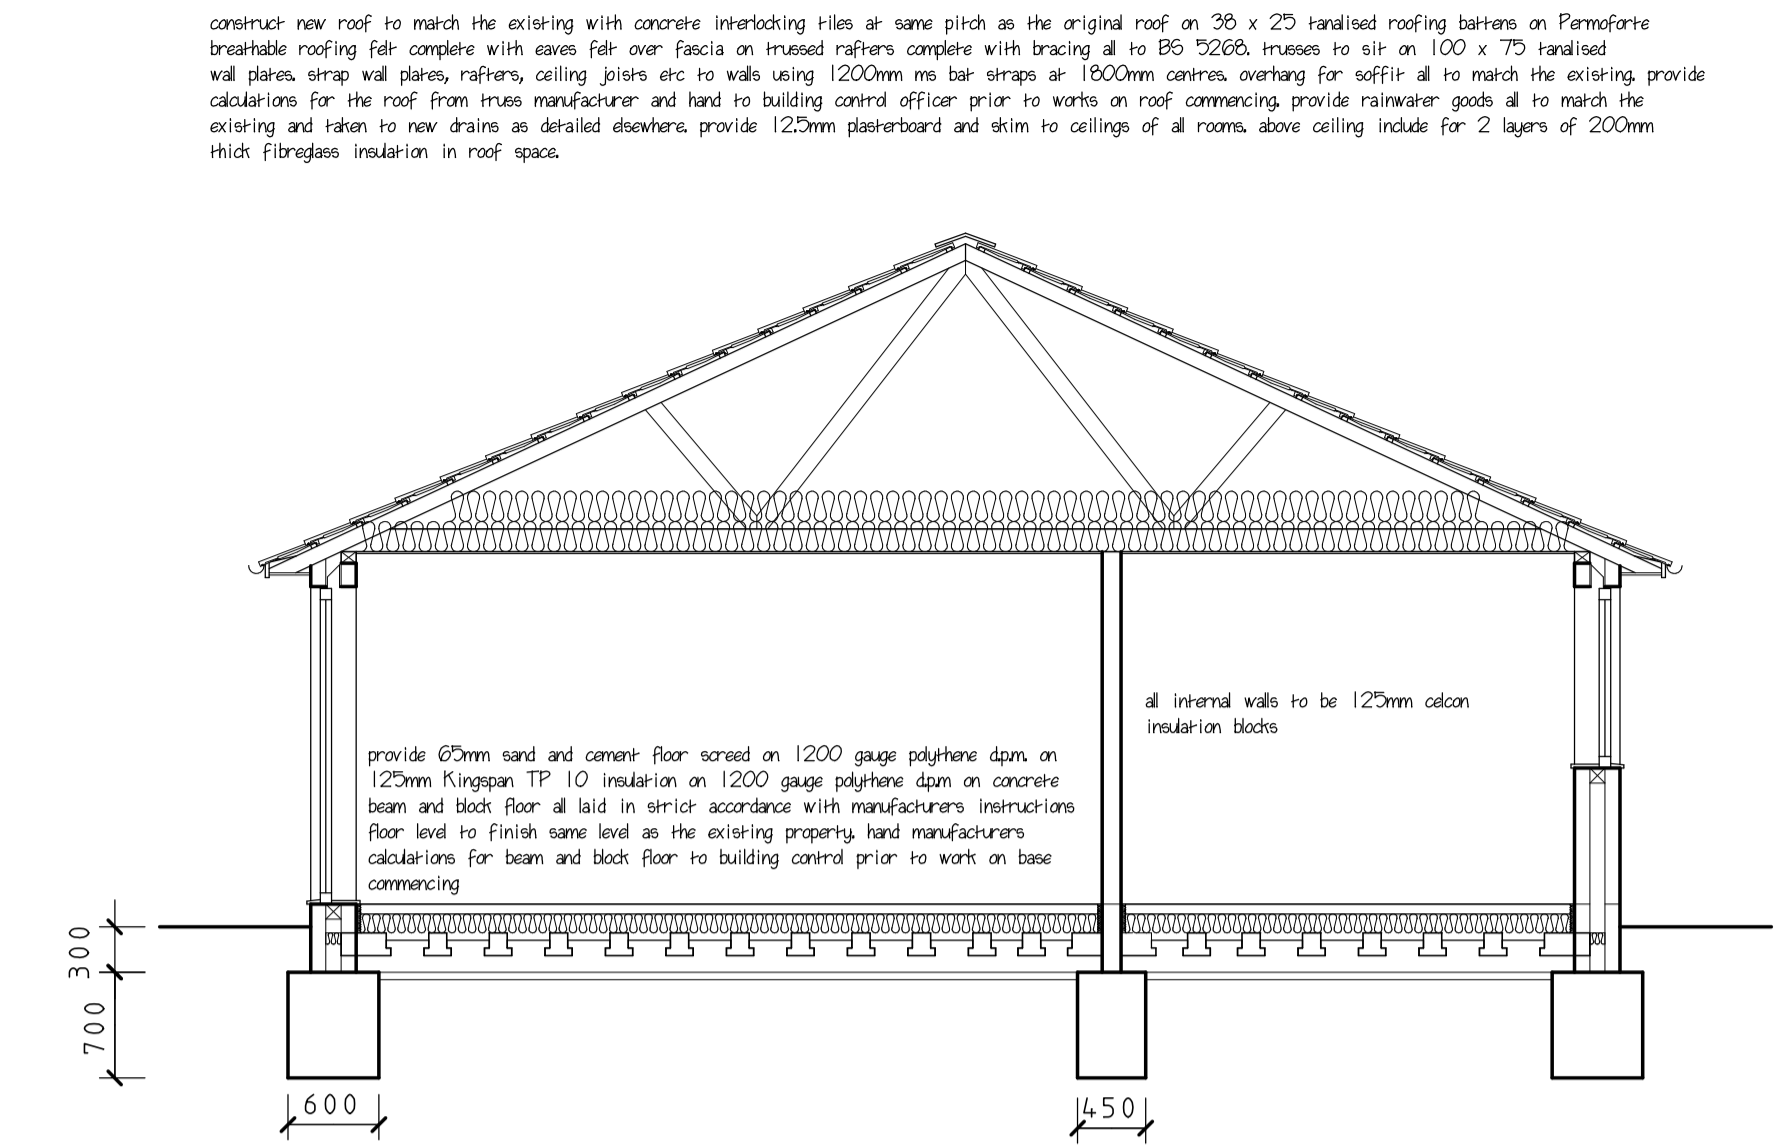 construct new roof to match the existing with concrete interlocking tiles at same pitch as the original roof on 38 x 25 tanalised roofing battens on Permoforte
breathable roofing felt complete with eaves felt over fascia on trussed rafters complete with bracing all to BS 5268. trusses to sit on 100 x 75 tanalised
wall plates. strap wall plates, rafters, ceiling joists etc to walls using 1200mm ms bat straps at 1800mm centres. overhang for soffit all to match the existing. provide
calculations for the roof from truss manufacturer and hand to building control officer prior to works on roof commencing. provide rainwater goods all to match the
existing and taken to new drains as detailed elsewhere. provide 12.5mm plasterboard and skim to ceilings of all rooms. above ceiling include for 2 layers of 200mm
thick fibreglass insulation in roof space.
all internal walls to be 125mm celcon
insulation blocks
provide 65mm sand and cement floor screed on 1200 gauge polythene d.p.m. on
125mm Kingspan TP 10 insulation on 1200 gauge polythene d.p.m on concrete
beam and block floor all laid in strict accordance with manufacturers instructions
floor level to finish same level as the existing property. hand manufacturers
calculations for beam and block floor to building control prior to work on base
commencing
300
700
600
450